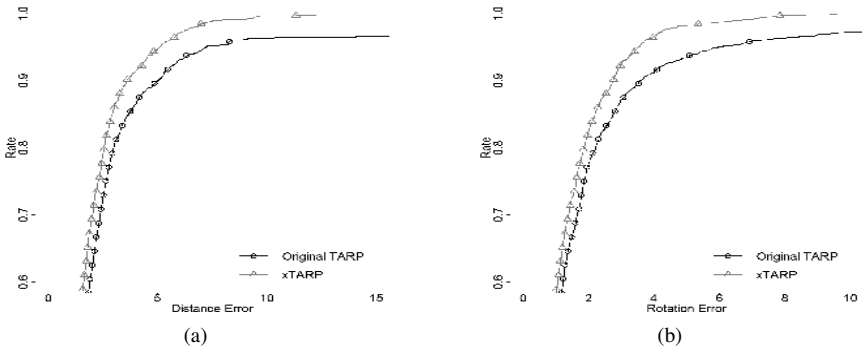 1.0
0.9
0.8
0.7
0.6
Rate
Original TARP
xTARP
0 5 10 15
Distance Error
(a)
1.0
0.9
0.8
0.7
0.6
Rate
Original TARP
xTARP
0 2 4 6 8 10
Rotation Error
(b)